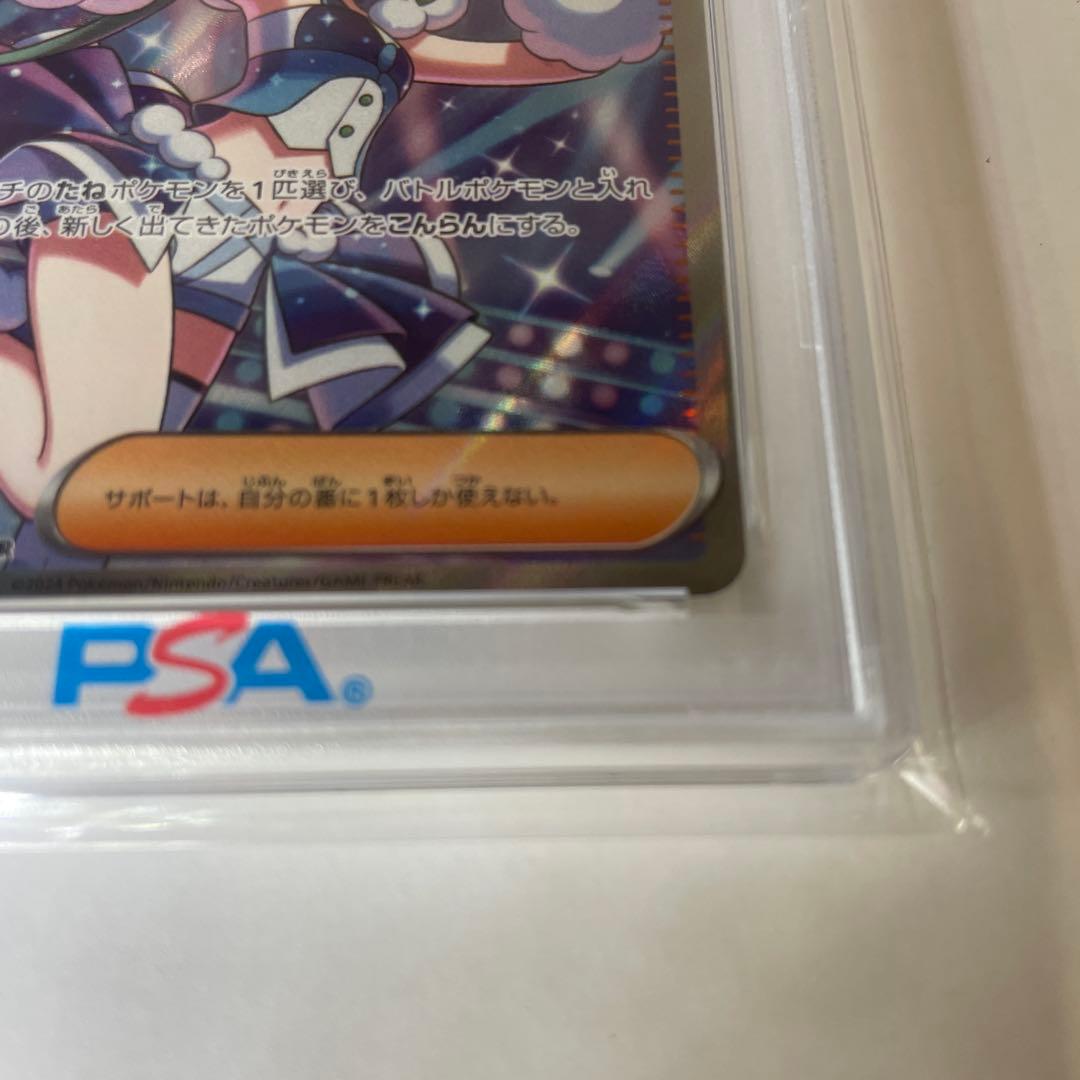 チのたねポケモンを1匹選び、バトルポケモンと入れ
の後、新しく出てきたポケモンをこんらんにする。
サポートは、自分の番に1枚しか使えない。
©2024 Pokémon/Nintendo/Creatures/GAME FREAK
PSA®